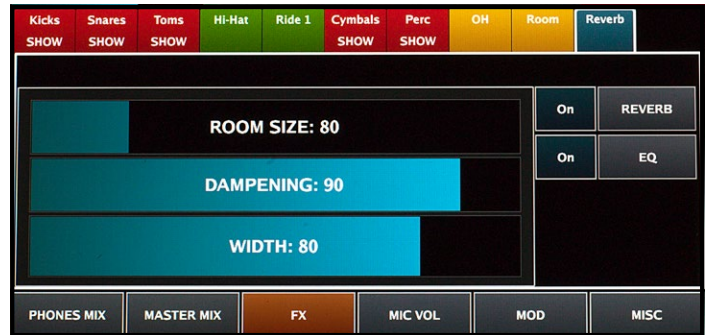 Kicks Snares Toms Hi-Hat Ride 1 Cymbals Perc OH Room Reverb
SHOW SHOW SHOW SHOW SHOW
ROOM SIZE: 80
On REVERB
DAMPENING: 90
On EQ
WIDTH: 80
PHONES MIX MASTER MIX FX MIC VOL MOD MISC